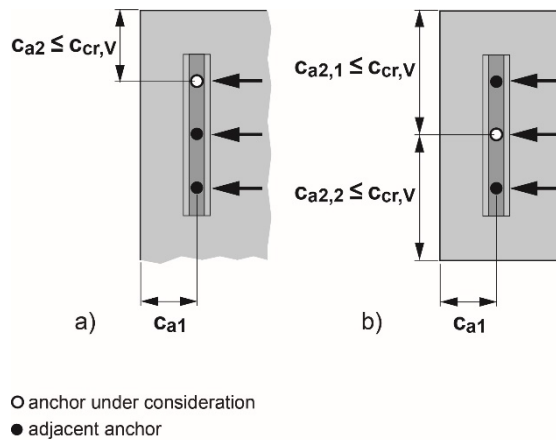 ca2 ≤ ccr,V
ca2,1 ≤ ccr,V
ca2,2 ≤ ccr,V
a) ca1
b) ca1
anchor under consideration
adjacent anchor